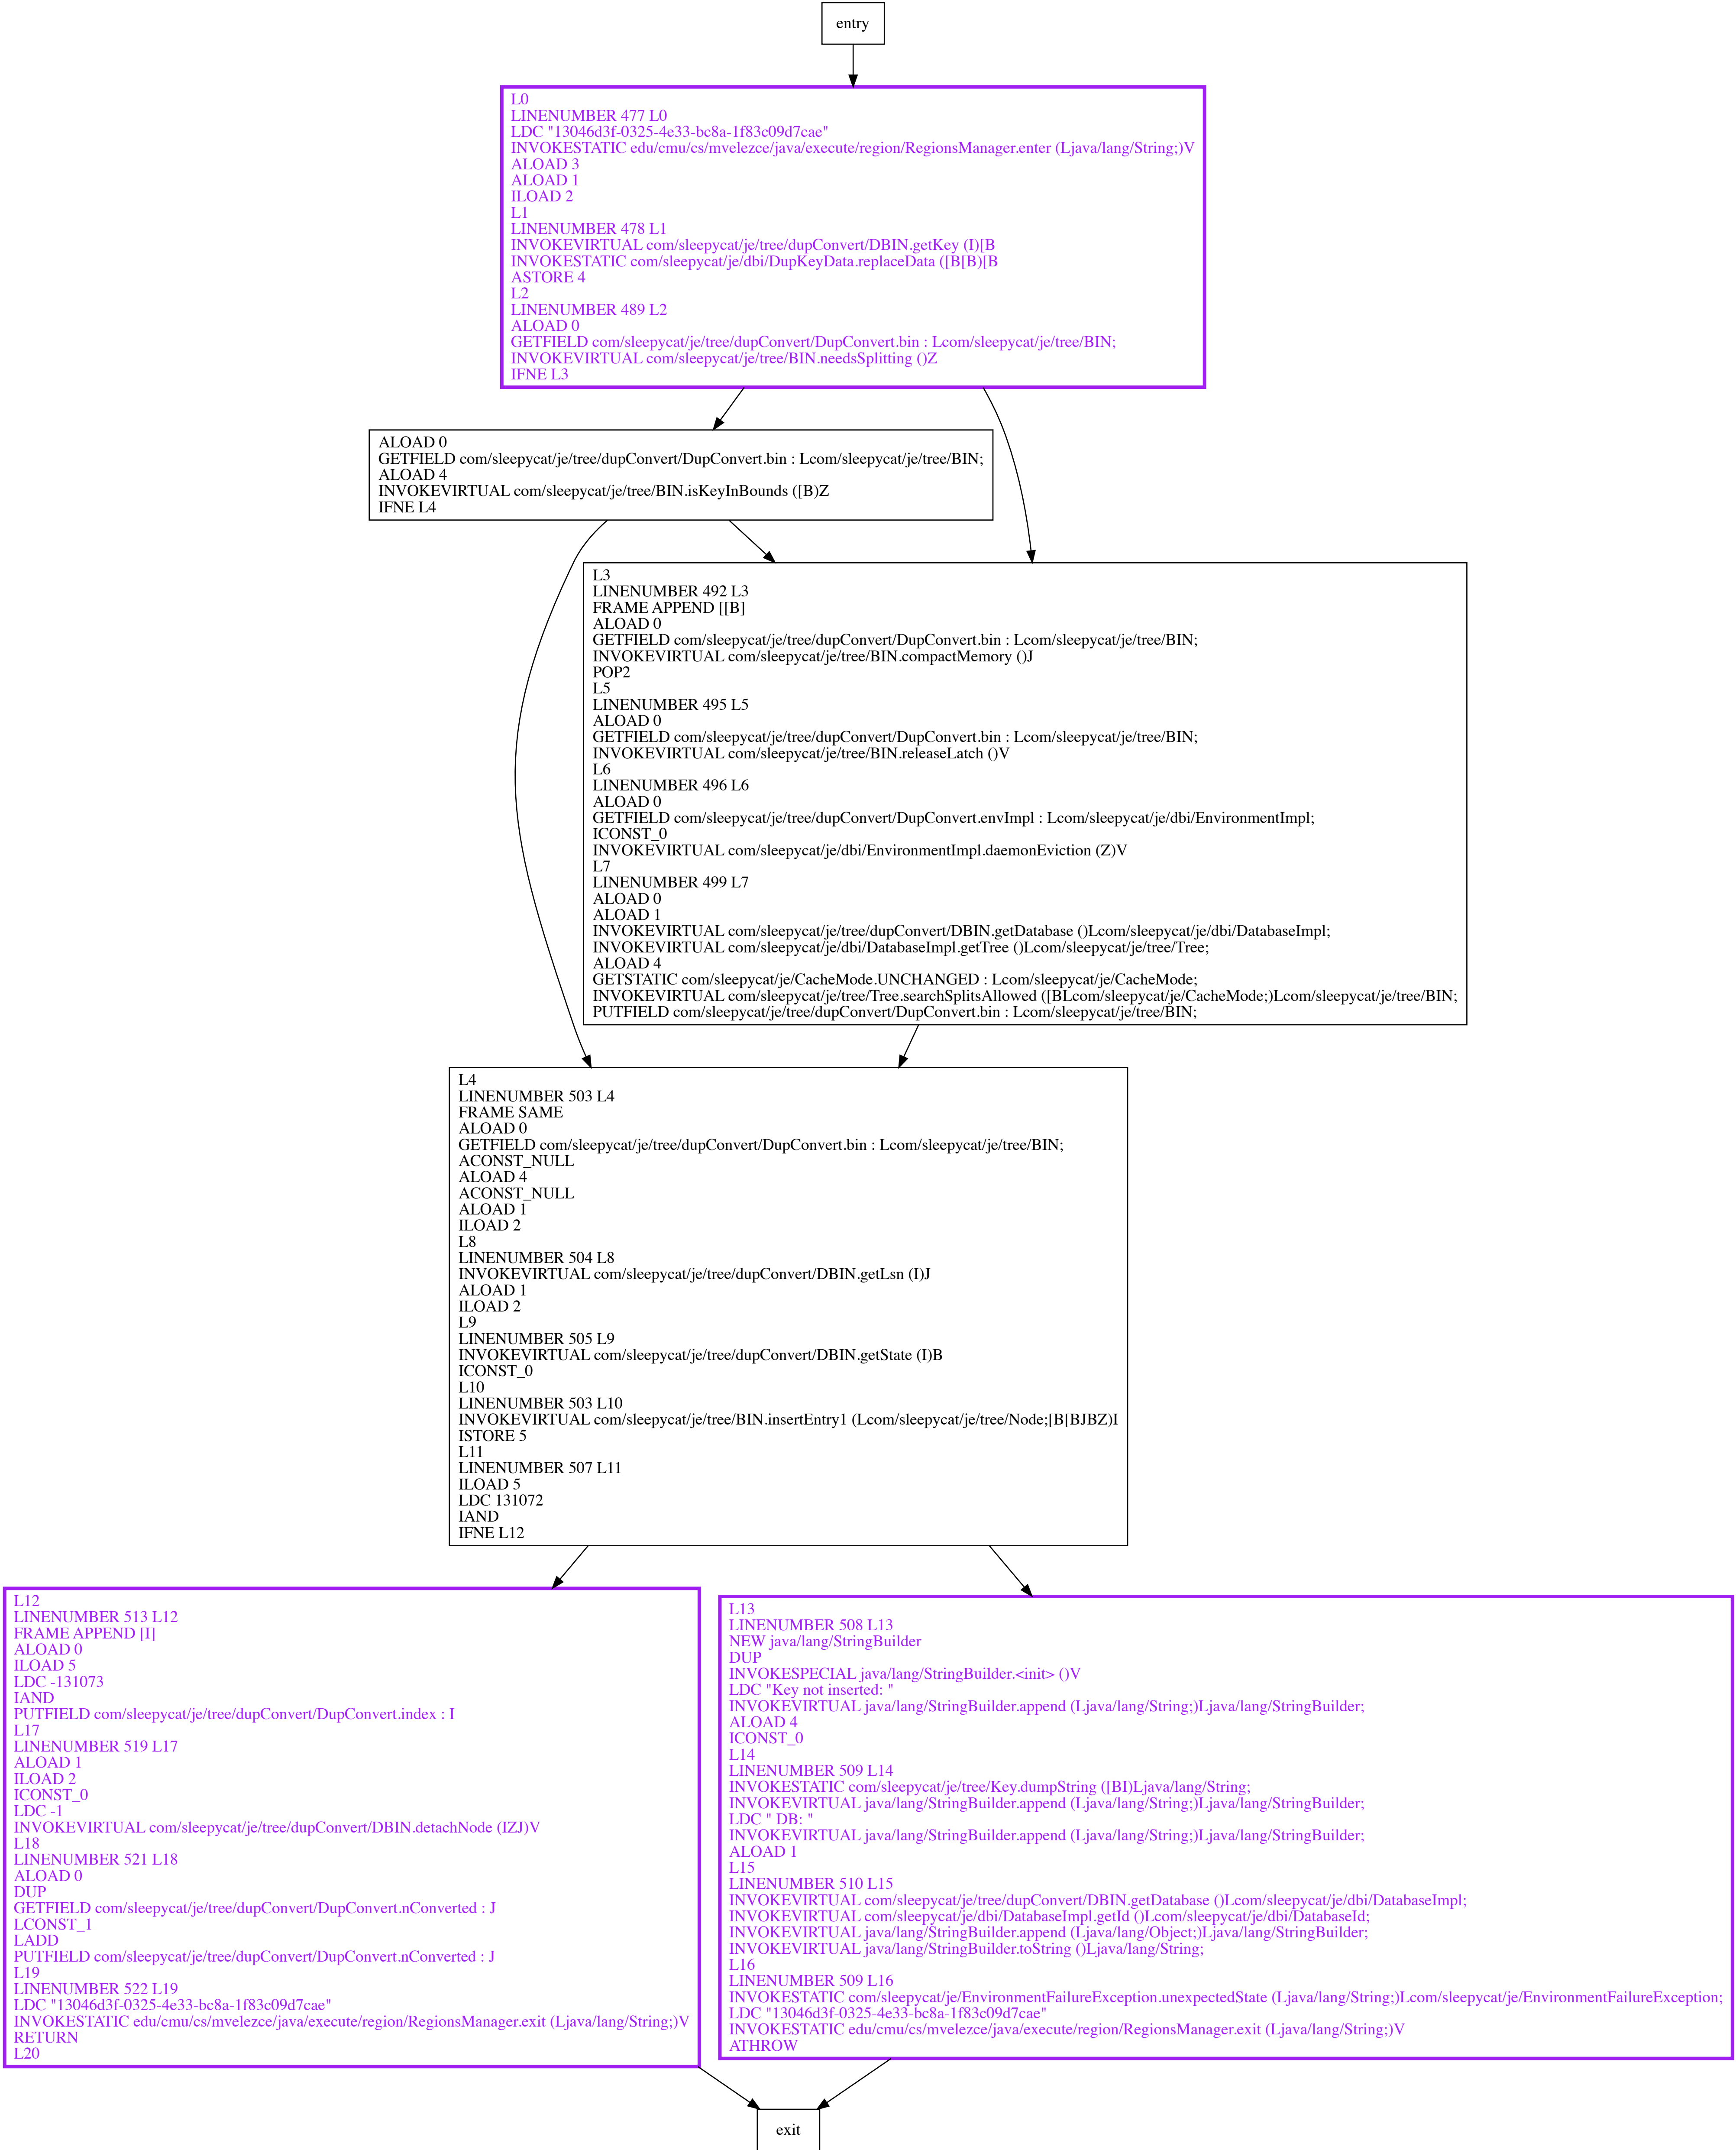 entry
L0
LINENUMBER 477 L0
LDC "13046d3f-0325-4e33-bc8a-1f83c09d7cae"
INVOKESTATIC edu/cmu/cs/mvelezce/java/execute/region/RegionsManager.enter (Ljava/lang/String;)V
ALOAD 3
ALOAD 1
ILOAD 2
L1
LINENUMBER 478 L1
INVOKEVIRTUAL com/sleepycat/je/tree/dupConvert/DBIN.getKey (I)[B
INVOKESTATIC com/sleepycat/je/dbi/DupKeyData.replaceData ([B[B)[B
ASTORE 4
L2
LINENUMBER 489 L2
ALOAD 0
GETFIELD com/sleepycat/je/tree/dupConvert/DupConvert.bin : Lcom/sleepycat/je/tree/BIN;
INVOKEVIRTUAL com/sleepycat/je/tree/BIN.needsSplitting ()Z
IFNE L3
ALOAD 0
GETFIELD com/sleepycat/je/tree/dupConvert/DupConvert.bin : Lcom/sleepycat/je/tree/BIN;
ALOAD 4
INVOKEVIRTUAL com/sleepycat/je/tree/BIN.isKeyInBounds ([B)Z
IFNE L4
L3
LINENUMBER 492 L3
FRAME APPEND [[B]
ALOAD 0
GETFIELD com/sleepycat/je/tree/dupConvert/DupConvert.bin : Lcom/sleepycat/je/tree/BIN;
INVOKEVIRTUAL com/sleepycat/je/tree/BIN.compactMemory ()J
POP2
L5
LINENUMBER 495 L5
ALOAD 0
GETFIELD com/sleepycat/je/tree/dupConvert/DupConvert.bin : Lcom/sleepycat/je/tree/BIN;
INVOKEVIRTUAL com/sleepycat/je/tree/BIN.releaseLatch ()V
L6
LINENUMBER 496 L6
ALOAD 0
GETFIELD com/sleepycat/je/tree/dupConvert/DupConvert.envImpl : Lcom/sleepycat/je/dbi/EnvironmentImpl;
ICONST_0
INVOKEVIRTUAL com/sleepycat/je/dbi/EnvironmentImpl.daemonEviction (Z)V
L7
LINENUMBER 499 L7
ALOAD 0
ALOAD 1
INVOKEVIRTUAL com/sleepycat/je/tree/dupConvert/DBIN.getDatabase ()Lcom/sleepycat/je/dbi/DatabaseImpl;
INVOKEVIRTUAL com/sleepycat/je/dbi/DatabaseImpl.getTree ()Lcom/sleepycat/je/tree/Tree;
ALOAD 4
GETSTATIC com/sleepycat/je/CacheMode.UNCHANGED : Lcom/sleepycat/je/CacheMode;
INVOKEVIRTUAL com/sleepycat/je/tree/Tree.searchSplitsAllowed ([BLcom/sleepycat/je/CacheMode;)Lcom/sleepycat/je/tree/BIN;
PUTFIELD com/sleepycat/je/tree/dupConvert/DupConvert.bin : Lcom/sleepycat/je/tree/BIN;
L4
LINENUMBER 503 L4
FRAME SAME
ALOAD 0
GETFIELD com/sleepycat/je/tree/dupConvert/DupConvert.bin : Lcom/sleepycat/je/tree/BIN;
ACONST_NULL
ALOAD 4
ACONST_NULL
ALOAD 1
ILOAD 2
L8
LINENUMBER 504 L8
INVOKEVIRTUAL com/sleepycat/je/tree/dupConvert/DBIN.getLsn (I)J
ALOAD 1
ILOAD 2
L9
LINENUMBER 505 L9
INVOKEVIRTUAL com/sleepycat/je/tree/dupConvert/DBIN.getState (I)B
ICONST_0
L10
LINENUMBER 503 L10
INVOKEVIRTUAL com/sleepycat/je/tree/BIN.insertEntry1 (Lcom/sleepycat/je/tree/Node;[B[BJBZ)I
ISTORE 5
L11
LINENUMBER 507 L11
ILOAD 5
LDC 131072
IAND
IFNE L12
L12
LINENUMBER 513 L12
FRAME APPEND [I]
ALOAD 0
ILOAD 5
LDC -131073
IAND
PUTFIELD com/sleepycat/je/tree/dupConvert/DupConvert.index : I
L17
LINENUMBER 519 L17
ALOAD 1
ILOAD 2
ICONST_0
LDC -1
INVOKEVIRTUAL com/sleepycat/je/tree/dupConvert/DBIN.detachNode (IZJ)V
L18
LINENUMBER 521 L18
ALOAD 0
DUP
GETFIELD com/sleepycat/je/tree/dupConvert/DupConvert.nConverted : J
LCONST_1
LADD
PUTFIELD com/sleepycat/je/tree/dupConvert/DupConvert.nConverted : J
L19
LINENUMBER 522 L19
LDC "13046d3f-0325-4e33-bc8a-1f83c09d7cae"
INVOKESTATIC edu/cmu/cs/mvelezce/java/execute/region/RegionsManager.exit (Ljava/lang/String;)V
RETURN
L20
L13
LINENUMBER 508 L13
NEW java/lang/StringBuilder
DUP
INVOKESPECIAL java/lang/StringBuilder.<init> ()V
LDC "Key not inserted: "
INVOKEVIRTUAL java/lang/StringBuilder.append (Ljava/lang/String;)Ljava/lang/StringBuilder;
ALOAD 4
ICONST_0
L14
LINENUMBER 509 L14
INVOKESTATIC com/sleepycat/je/tree/Key.dumpString ([BI)Ljava/lang/String;
INVOKEVIRTUAL java/lang/StringBuilder.append (Ljava/lang/String;)Ljava/lang/StringBuilder;
LDC " DB: "
INVOKEVIRTUAL java/lang/StringBuilder.append (Ljava/lang/String;)Ljava/lang/StringBuilder;
ALOAD 1
L15
LINENUMBER 510 L15
INVOKEVIRTUAL com/sleepycat/je/tree/dupConvert/DBIN.getDatabase ()Lcom/sleepycat/je/dbi/DatabaseImpl;
INVOKEVIRTUAL com/sleepycat/je/dbi/DatabaseImpl.getId ()Lcom/sleepycat/je/dbi/DatabaseId;
INVOKEVIRTUAL java/lang/StringBuilder.append (Ljava/lang/Object;)Ljava/lang/StringBuilder;
INVOKEVIRTUAL java/lang/StringBuilder.toString ()Ljava/lang/String;
L16
LINENUMBER 509 L16
INVOKESTATIC com/sleepycat/je/EnvironmentFailureException.unexpectedState (Ljava/lang/String;)Lcom/sleepycat/je/EnvironmentFailureException;
LDC "13046d3f-0325-4e33-bc8a-1f83c09d7cae"
INVOKESTATIC edu/cmu/cs/mvelezce/java/execute/region/RegionsManager.exit (Ljava/lang/String;)V
ATHROW
exit